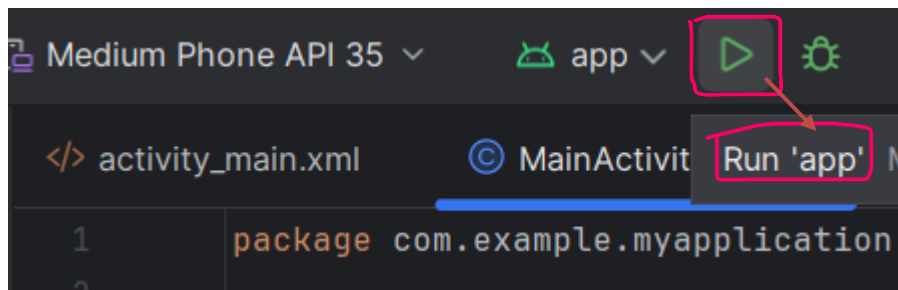 Medium Phone API 35 app
</> activity_main.xml © MainActivit Run 'app'
1 package com.example.myapplication